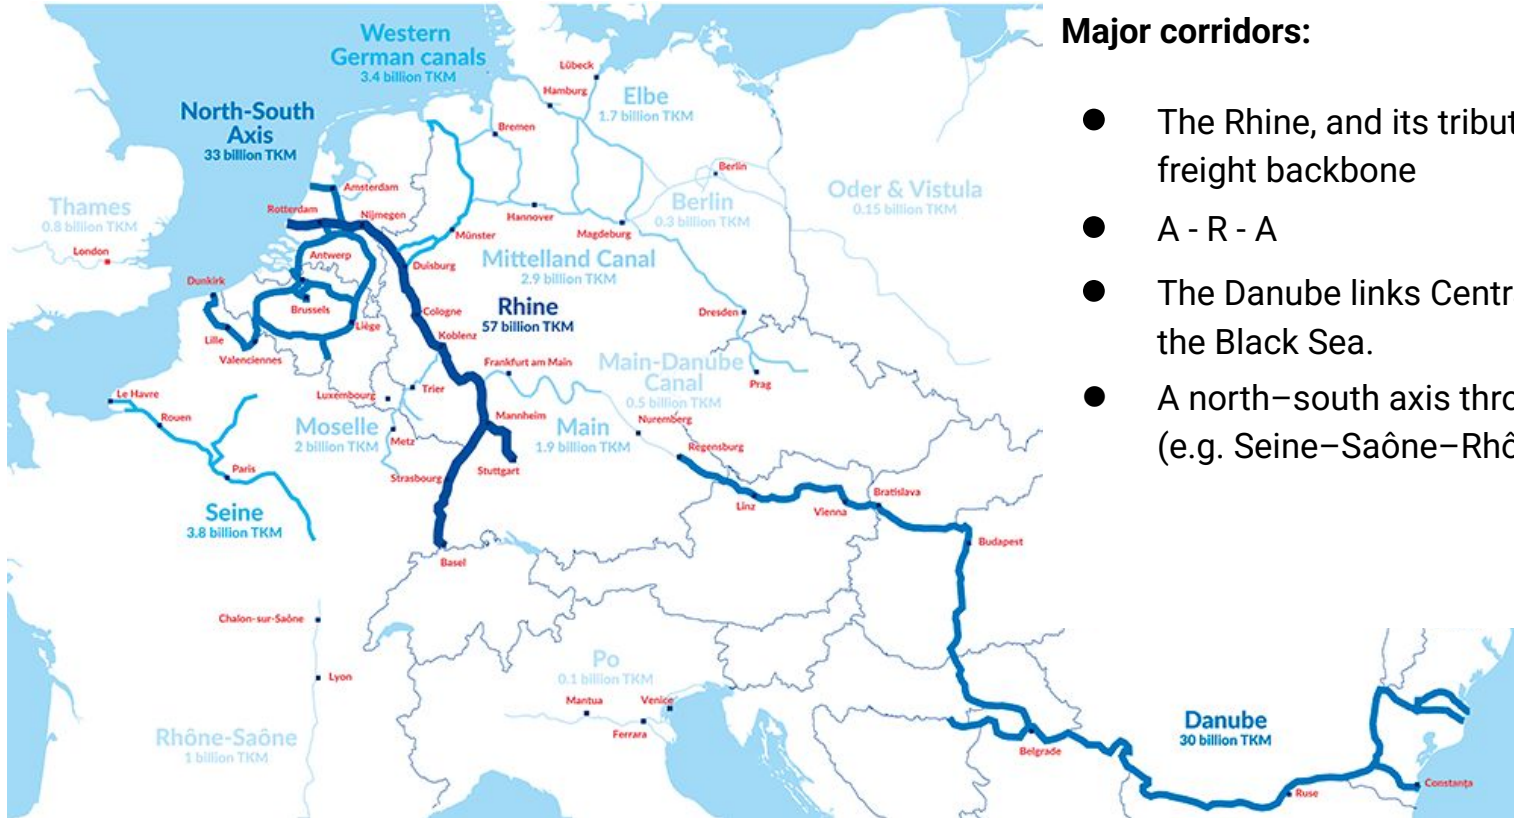 Western
German canals
3.4 billion TKM
Lübeck
Hamburg
Elbe
1.7 billion TKM
North-South
Axis
33 billion TKM
Bremen
Berlin
Amsterdam
Thames
0.8 billion TKM
London
Rotterdam
Nijmegen
Hannover
Magdeburg
Berlin
0.3 billion TKM
Oder & Vistula
0.15 billion TKM
Münster
Antwerp
Duisburg
Mittelland Canal
2.9 billion TKM
Dunkirk
Brussels
Cologne
Rhine
57 billion TKM
Dresden
Liège
Lille
Koblenz
Valenciennes
Frankfurt am Main
Main-Danube
Canal
0.5 billion TKM
Prag
Le Havre
Luxembourg
Trier
Rouen
Mannheim
Nuremberg
Moselle
2 billion TKM
Metz
Main
1.9 billion TKM
Regensburg
Paris
Strasbourg
Stuttgart
Seine
3.8 billion TKM
Linz
Vienna
Bratislava
Budapest
Basel
Chalon-sur-Saône
Lyon
Po
0.1 billion TKM
Mantua
Venice
Ferrara
Rhône-Saône
1 billion TKM
Belgrade
Danube
30 billion TKM
Ruse
Constanța
Major corridors:
● The Rhine, and its tribut
freight backbone
● A - R - A
● The Danube links Centr
the Black Sea.
● A north–south axis thro
(e.g. Seine–Saône–Rhô